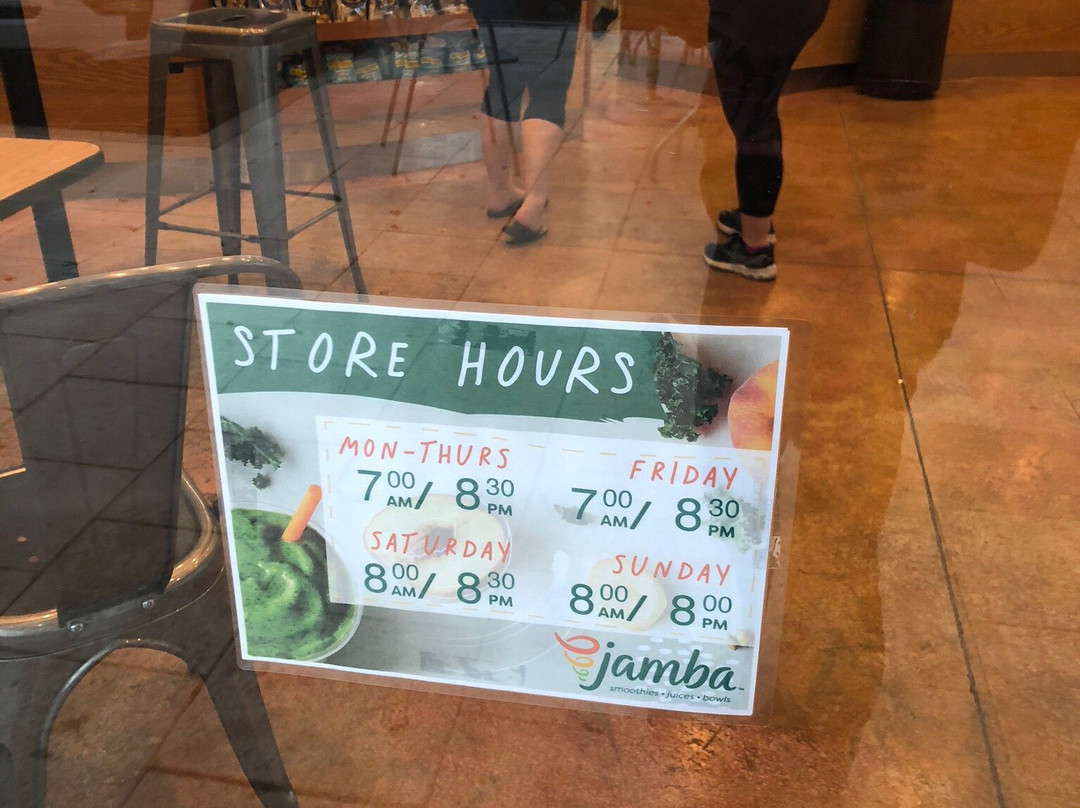 STORE HOURS
MON-THURS
7 00 AM / 8 30 PM
FRIDAY
7 00 AM / 8 30 PM
SATURDAY
8 00 AM / 8 30 PM
SUNDAY
8 00 AM / 8 00 PM
jamba™
smoothies • juices • bowls